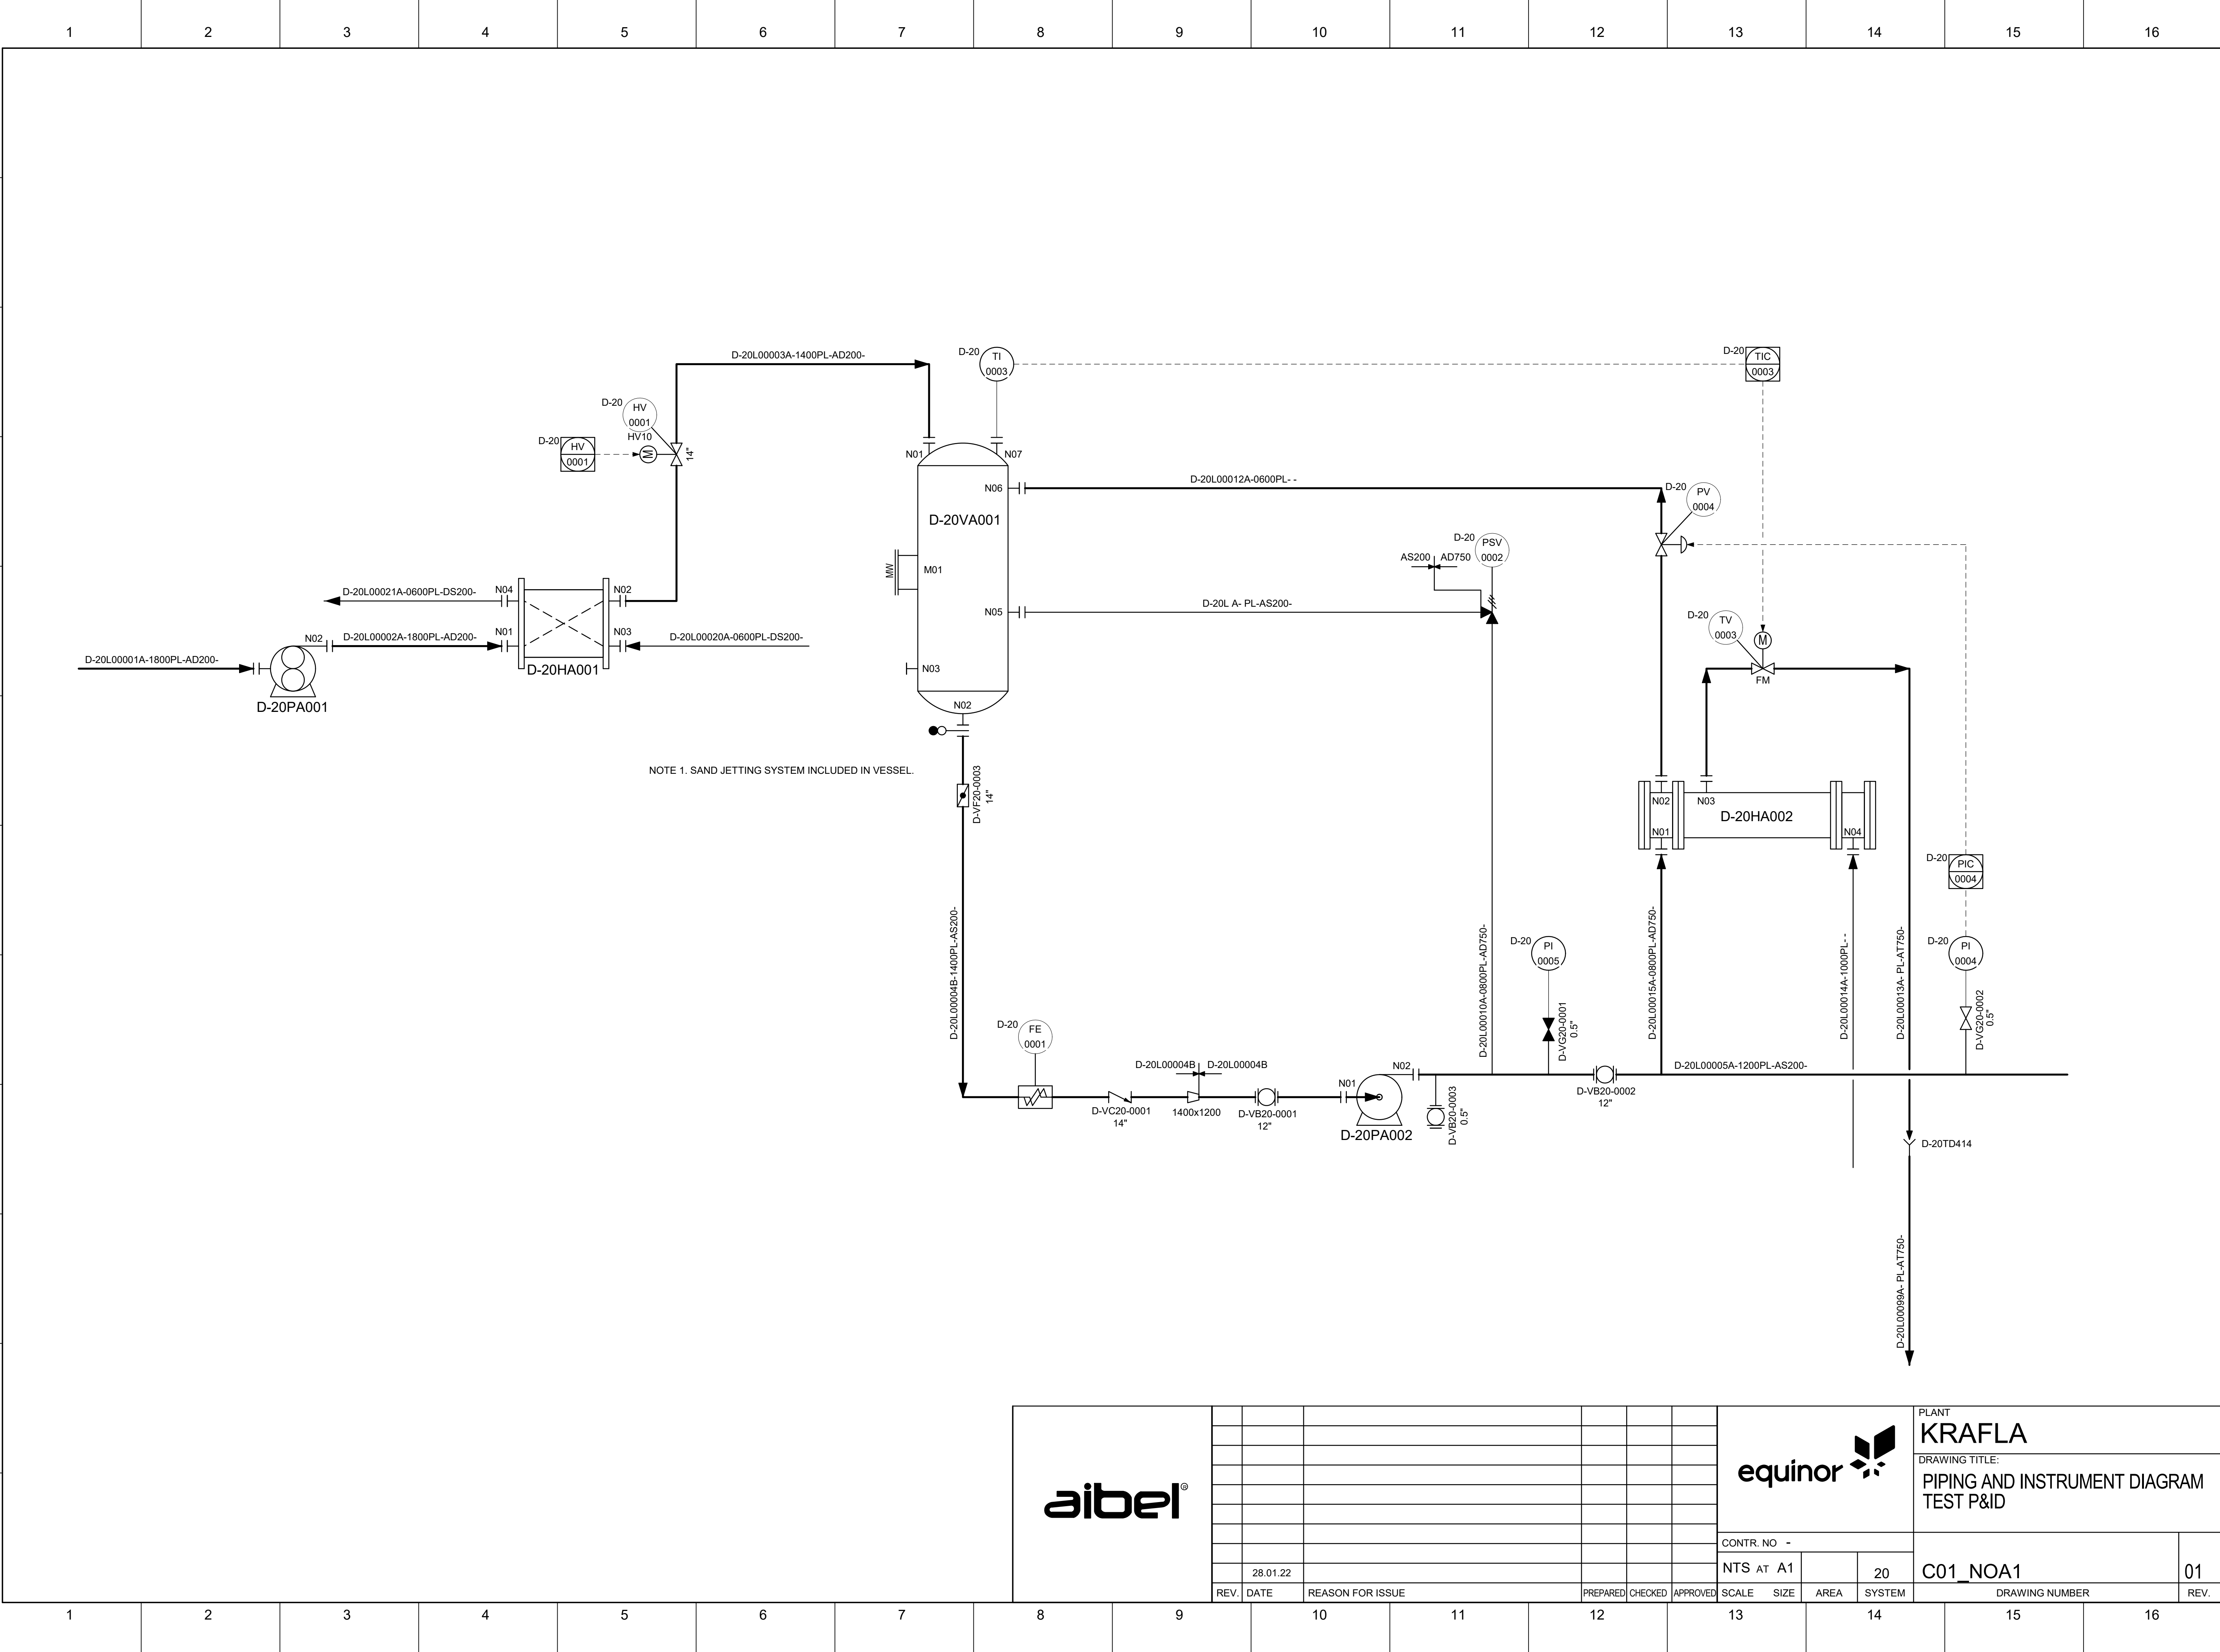 1 2 3 4 5 6 7 8 9 10 11 12 13 14 15 16
D-20L00003A-1400PL-AD200-
D-20
TI
0003
D-20
TIC
0003
D-20
HV
0001
HV10
D-20
HV
0001
M
14"
N01
N07
N06
D-20VA001
MW
M01
N05
N03
N02
D-20L00012A-0600PL- -
D-20
PV
0004
D-20
PSV
0002
AS200
AD750
D-20L A- PL-AS200-
D-20
TV
0003
M
FM
D-20L00021A-0600PL-DS200-
N04
N02
N02
D-20L00002A-1800PL-AD200-
N01
N03
D-20L00020A-0600PL-DS200-
D-20L00001A-1800PL-AD200-
D-20HA001
D-20PA001
NOTE 1. SAND JETTING SYSTEM INCLUDED IN VESSEL.
D-VF20-0003
14"
N02
N03
D-20HA002
N01
N04
D-20
PIC
0004
D-20L00004B-1400PL-AS200-
D-20L00010A-0800PL-AD750-
D-20
PI
0005
D-VG20-0001
0.5"
D-20L00015A-0800PL-AD750-
D-20L00014A-1000PL- -
D-20L00013A- PL-AT750-
D-20
PI
0004
D-VG20-0002
0.5"
D-20
FE
0001
D-20L00004B
D-20L00004B
N02
D-20L00005A-1200PL-AS200-
N01
D-VC20-0001
14"
1400x1200
D-VB20-0001
12"
D-20PA002
D-VB20-0003
0.5"
D-VB20-0002
12"
D-20TD414
D-20L00099A- PL-AT750-
aibel®
equinor
PLANT
KRAFLA
DRAWING TITLE:
PIPING AND INSTRUMENT DIAGRAM
TEST P&ID
CONTR. NO -
28.01.22
NTS AT A1
20
C01_NOA1
01
REV. DATE REASON FOR ISSUE PREPARED CHECKED APPROVED SCALE SIZE AREA SYSTEM DRAWING NUMBER REV.
1 2 3 4 5 6 7 8 9 10 11 12 13 14 15 16